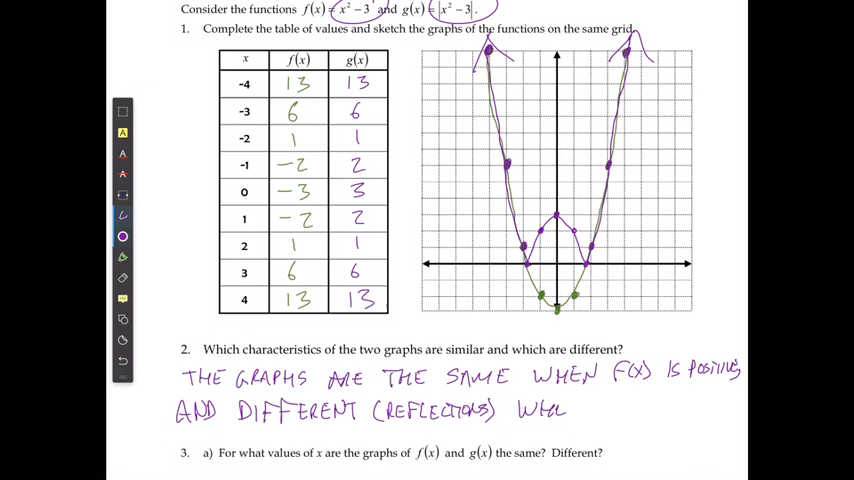 Consider the functions f(x) = x² − 3 and g(x) = |x² − 3|.
1. Complete the table of values and sketch the graphs of the functions on the same grid.
x f(x) g(x)
-4 13 13
-3 6 6
-2 1 1
-1 -2 2
0 -3 3
1 -2 2
2 1 1
3 6 6
4 13 13
2. Which characteristics of the two graphs are similar and which are different?
THE GRAPHS ARE THE SAME WHEN F(X) IS POSITIVE,
AND DIFFERENT (REFLECTIONS)
3. a) For what values of x are the graphs of f(x) and g(x) the same? Different?